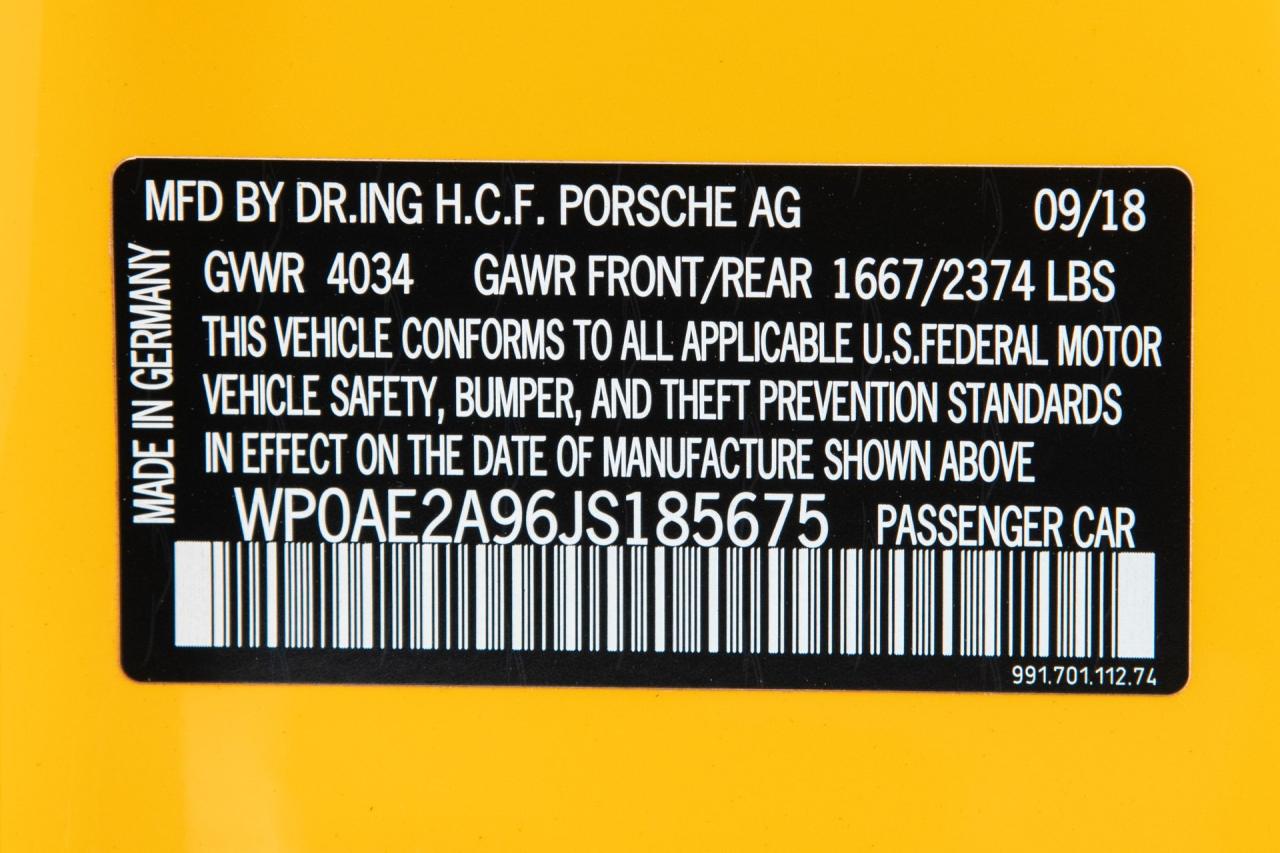 MFD BY DR.ING H.C.F. PORSCHE AG 09/18
GVWR 4034 GAWR FRONT/REAR 1667/2374 LBS
THIS VEHICLE CONFORMS TO ALL APPLICABLE U.S.FEDERAL MOTOR
VEHICLE SAFETY, BUMPER, AND THEFT PREVENTION STANDARDS
IN EFFECT ON THE DATE OF MANUFACTURE SHOWN ABOVE
MADE IN GERMANY
WP0AE2A96JS185675 PASSENGER CAR
991.701.112.74